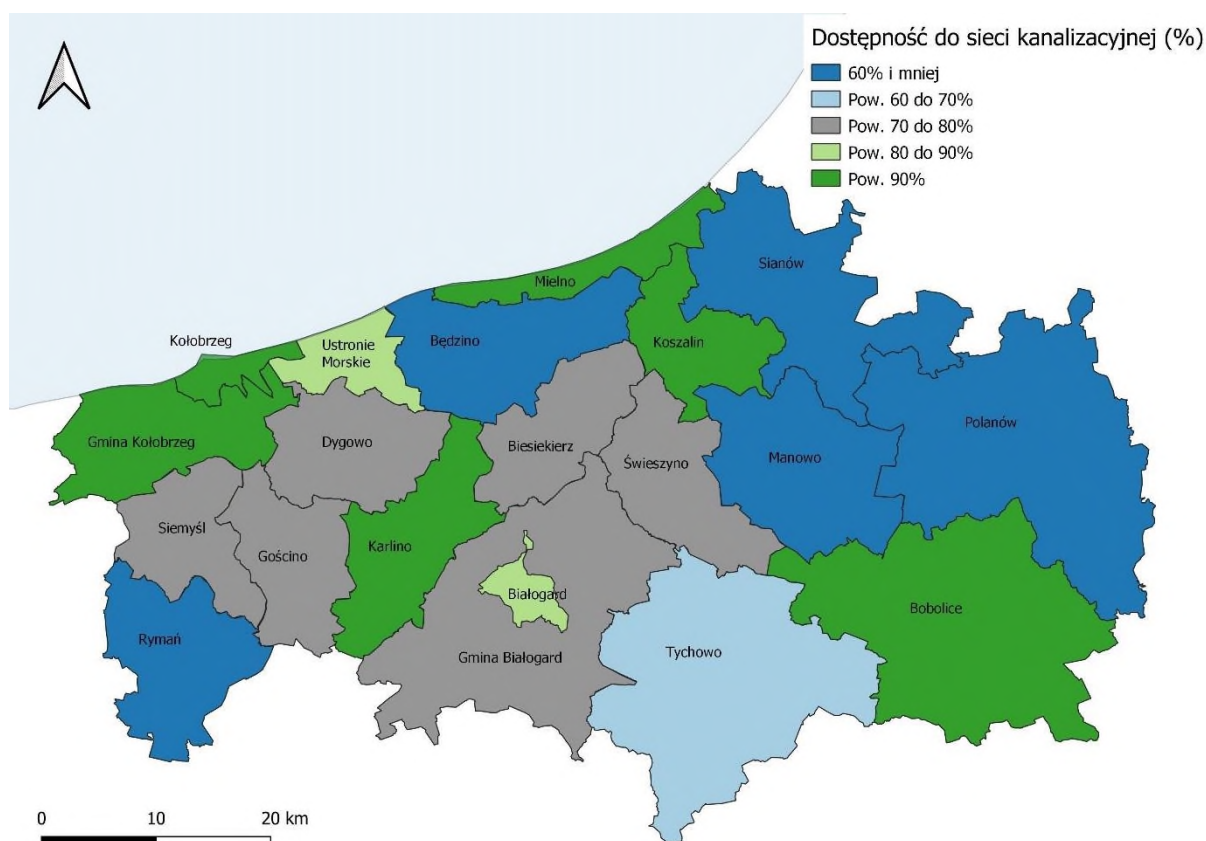 Dostępność do sieci kanalizacyjnej (%)
60% i mniej
Pow. 60 do 70%
Pow. 70 do 80%
Pow. 80 do 90%
Pow. 90%
Sianów
Mielno
Kołobrzeg
Ustronie
Morskie
Będzino
Koszalin
Polanów
Gmina Kołobrzeg
Dygowo
Biesiekierz
Świeszyno
Manowo
Siemyśl
Gościno
Karlino
Białogard
Bobolice
Rymań
Gmina Białogard
Tychowo
0 10 20 km